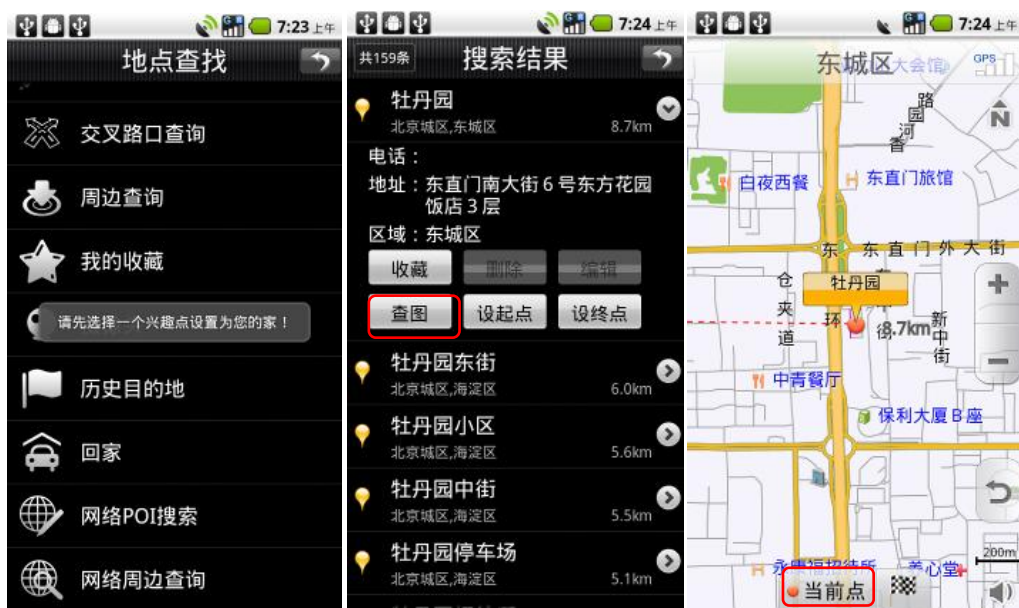 7:23 上午
地点查找
交叉路口查询
周边查询
我的收藏
请先选择一个兴趣点设置为您的家！
历史目的地
回家
网络POI搜索
网络周边查询
7:24 上午
共159条
搜索结果
牡丹园
北京城区,东城区
8.7km
电话：
地址：东直门南大街6号东方花园
饭店3层
区域：东城区
收藏
删除
编辑
查图
设起点
设终点
牡丹园东街
北京城区,海淀区
6.0km
牡丹园小区
北京城区,海淀区
5.6km
牡丹园中街
北京城区,海淀区
5.5km
牡丹园停车场
北京城区,海淀区
5.1km
7:24 上午
东城区
大会馆
GPS
N
香河园路
白夜西餐
东直门旅馆
东直门外大街
仓夹道
牡丹园
8.7km
新中街
东
环
中青餐厅
保利大厦B座
200m
当前点